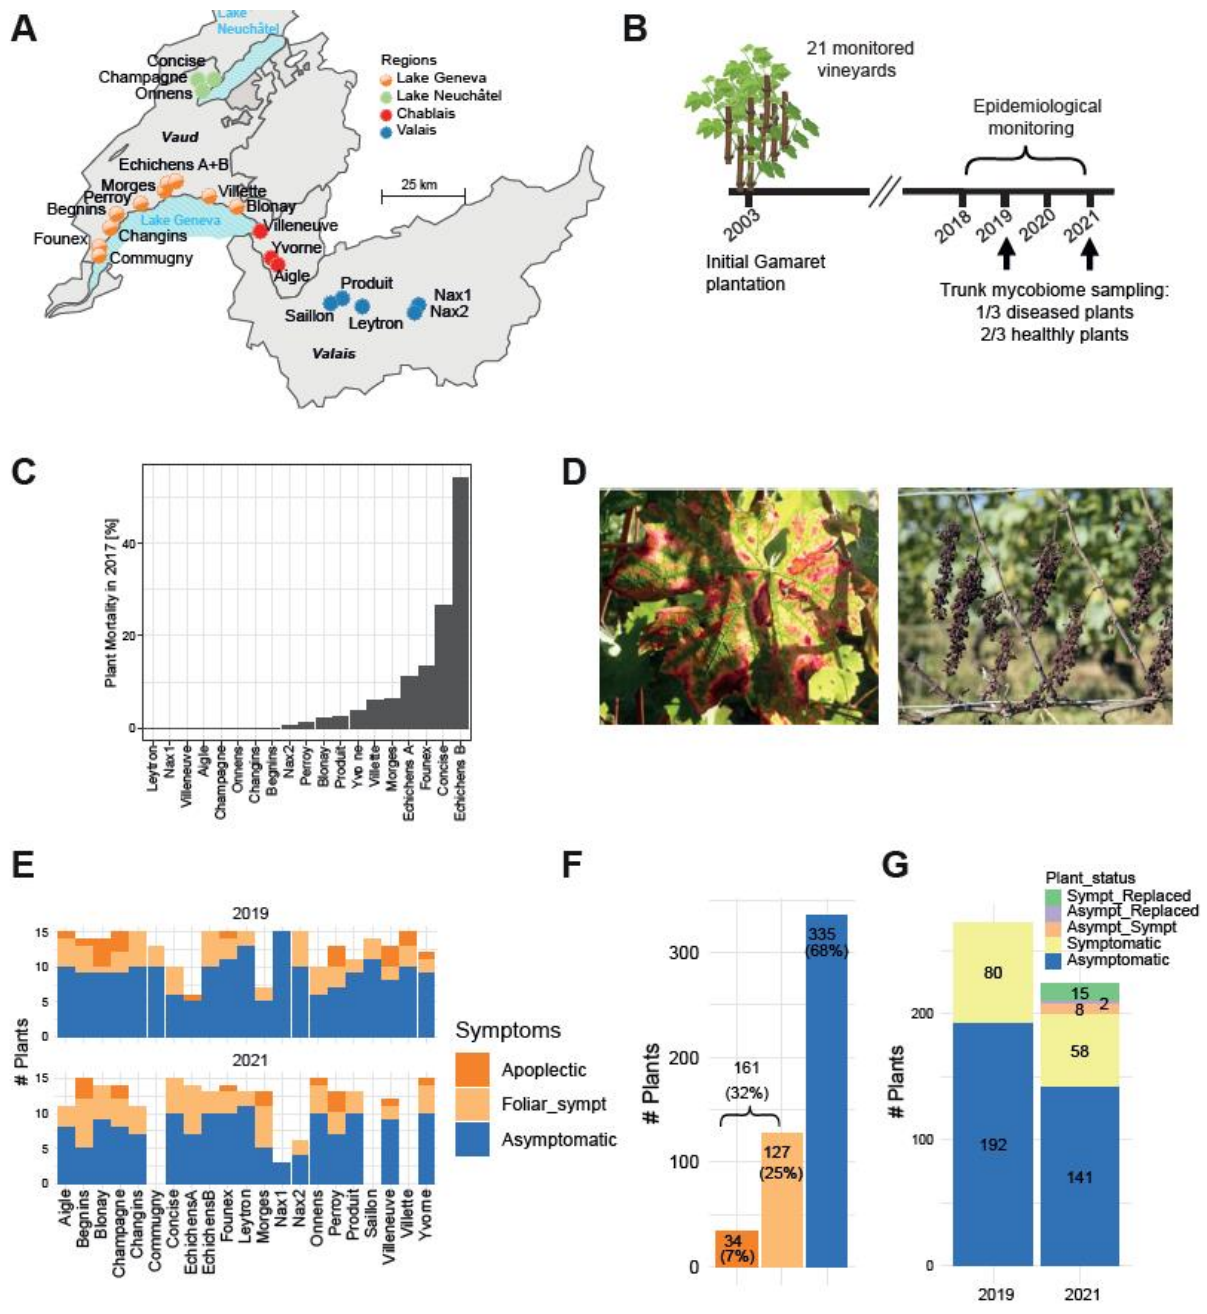 A
Lake
Neuchâtel
Concise
Champagne
Onnens
Vaud
Echichens A+B
Morges
Perroy
Begnins
Villette
Blonay
Lake Geneva
Villeneuve
Founex
Changins
Commugny
Yvorne
Aigle
Produit
Saillon
Leytron
Nax1
Nax2
Valais
Regions
Lake Geneva
Lake Neuchâtel
Chablais
Valais
25 km
B
21 monitored
vineyards
Epidemiological
monitoring
2003
2018
2019
2020
2021
Initial Gamaret
plantation
Trunk mycobiome sampling:
1/3 diseased plants
2/3 healthly plants
C
Plant Mortality in 2017 [%]
40
20
0
Leytron
Nax1
Villeneuve
Aigle
Champagne
Onnens
Changins
Begnins
Nax2
Perroy
Blonay
Produit
Yvo ne
Villette
Morges
Echichens A
Founex
Concise
Echichens B
D
E
2019
15
10
5
0
2021
15
10
5
0
# Plants
Aigle
Begnins
Blonay
Champagne
Changins
Commugny
Concise
EchichensA
EchichensB
Founex
Leytron
Morges
Nax1
Nax2
Onnens
Perroy
Produit
Saillon
Villeneuve
Villette
Yvorne
Symptoms
Apoplectic
Foliar_sympt
Asymptomatic
F
# Plants
300
200
100
0
335
(68%)
161
(32%)
127
(25%)
34
(7%)
G
Plant_status
Sympt_Replaced
Asympt_Replaced
Asympt_Sympt
Symptomatic
Asymptomatic
# Plants
200
100
0
80
192
15
2
8
58
141
2019
2021